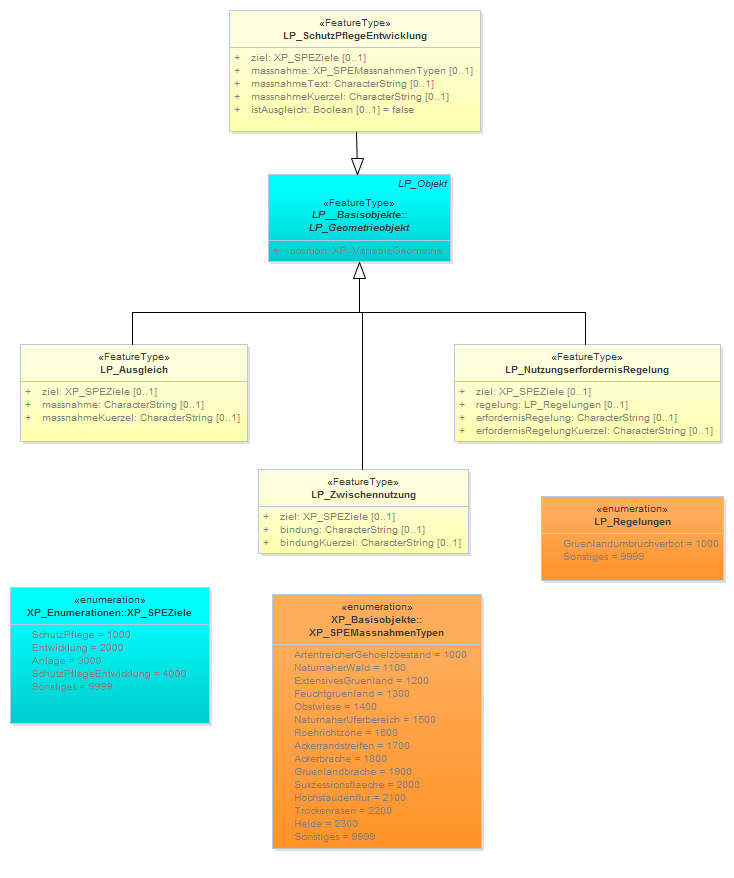 «FeatureType»
LP_SchutzPflegeEntwicklung
+ ziel: XP_SPEZiele [0..1]
+ massnahme: XP_SPEMassnahmenTypen [0..1]
+ massnahmeText: CharacterString [0..1]
+ massnahmeKuerzel: CharacterString [0..1]
+ istAusgleich: Boolean [0..1] = false
LP_Objekt
«FeatureType»
LP__Basisobjekte::
LP_Geometrieobjekt
+ position: XP_VariableGeometrie
«FeatureType»
LP_Ausgleich
+ ziel: XP_SPEZiele [0..1]
+ massnahme: CharacterString [0..1]
+ massnahmeKuerzel: CharacterString [0..1]
«FeatureType»
LP_NutzungserfordernisRegelung
+ ziel: XP_SPEZiele [0..1]
+ regelung: LP_Regelungen [0..1]
+ erfordernisRegelung: CharacterString [0..1]
+ erfordernisRegelungKuerzel: CharacterString [0..1]
«FeatureType»
LP_Zwischennutzung
+ ziel: XP_SPEZiele [0..1]
+ bindung: CharacterString [0..1]
+ bindungKuerzel: CharacterString [0..1]
«enumeration»
LP_Regelungen
Gruenlandumbruchverbot = 1000
Sonstiges = 9999
«enumeration»
XP_Enumerationen::XP_SPEZiele
SchutzPflege = 1000
Entwicklung = 2000
Anlage = 3000
SchutzPflegeEntwicklung = 4000
Sonstiges = 9999
«enumeration»
XP_Basisobjekte::
XP_SPEMassnahmenTypen
ArtentreicherGehoelzbestand = 1000
NaturnaherWald = 1100
ExtensivesGruenland = 1200
Feuchtgruenland = 1300
Obstwiese = 1400
NaturnaherUferbereich = 1500
Roehrichtzone = 1600
Ackerrandstreifen = 1700
Ackerbrache = 1800
Gruenlandbrache = 1900
Sukzessionsflaeche = 2000
Hochstaudenflur = 2100
Trockenrasen = 2200
Heide = 2300
Sonstiges = 9999